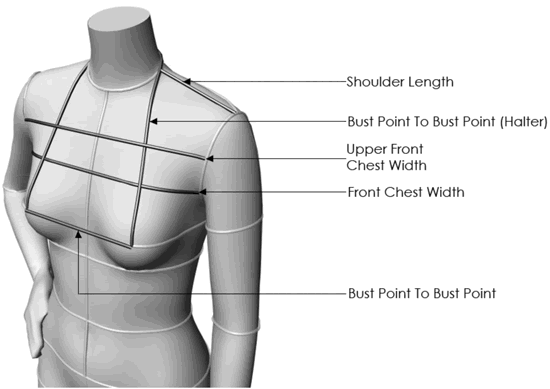 Shoulder Length
Bust Point To Bust Point (Halter)
Upper Front
Chest Width
Front Chest Width
Bust Point To Bust Point